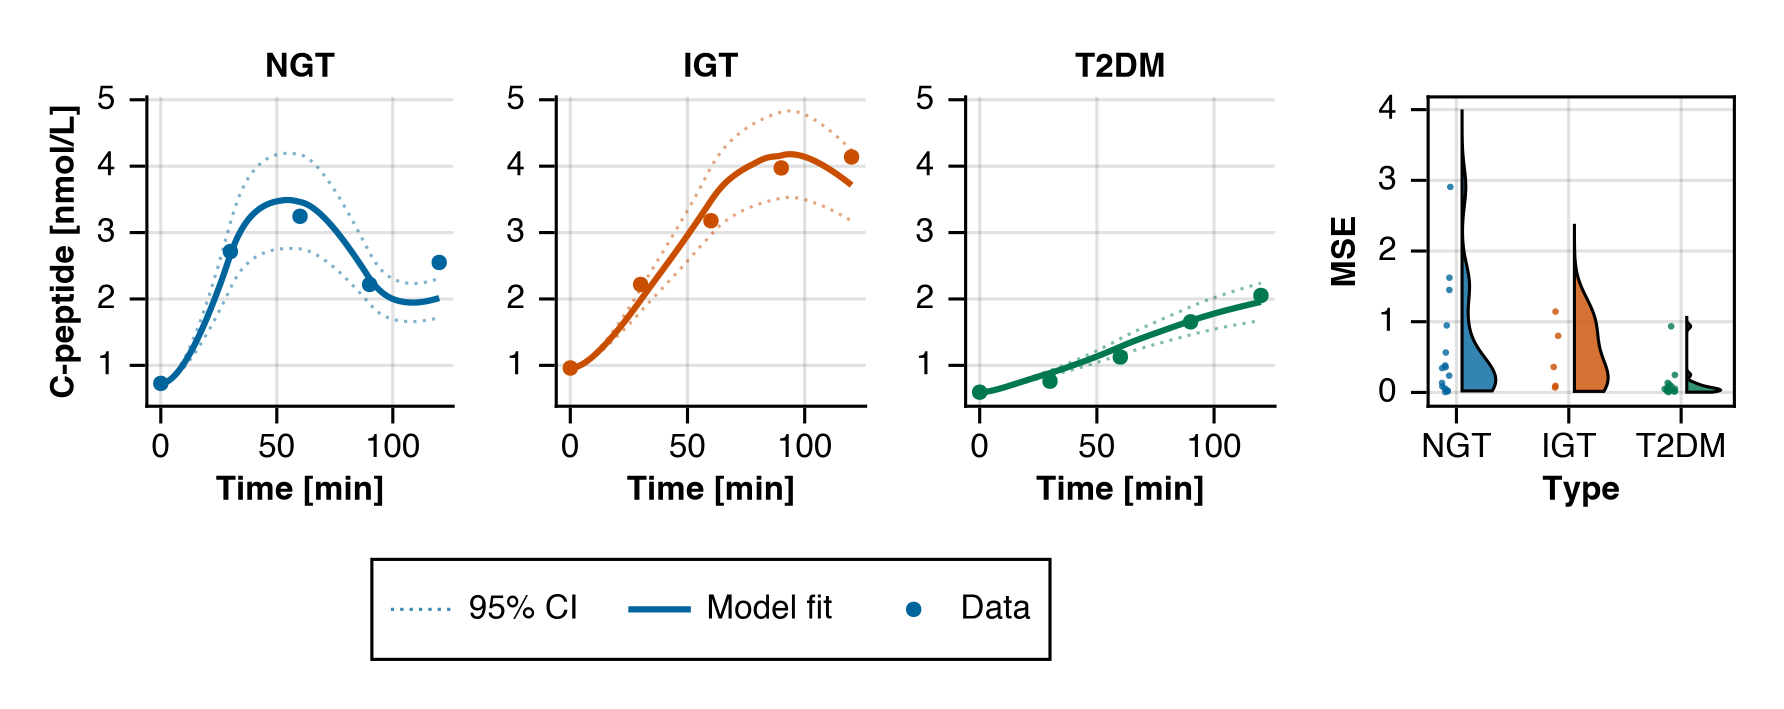 NGT
IGT
T2DM
C-peptide [nmol/L]
5
4
3
2
1
0 50 100
Time [min]
5
4
3
2
1
0 50 100
Time [min]
5
4
3
2
1
0 50 100
Time [min]
MSE
4
3
2
1
0
NGT IGT T2DM
Type
95% CI
Model fit
Data